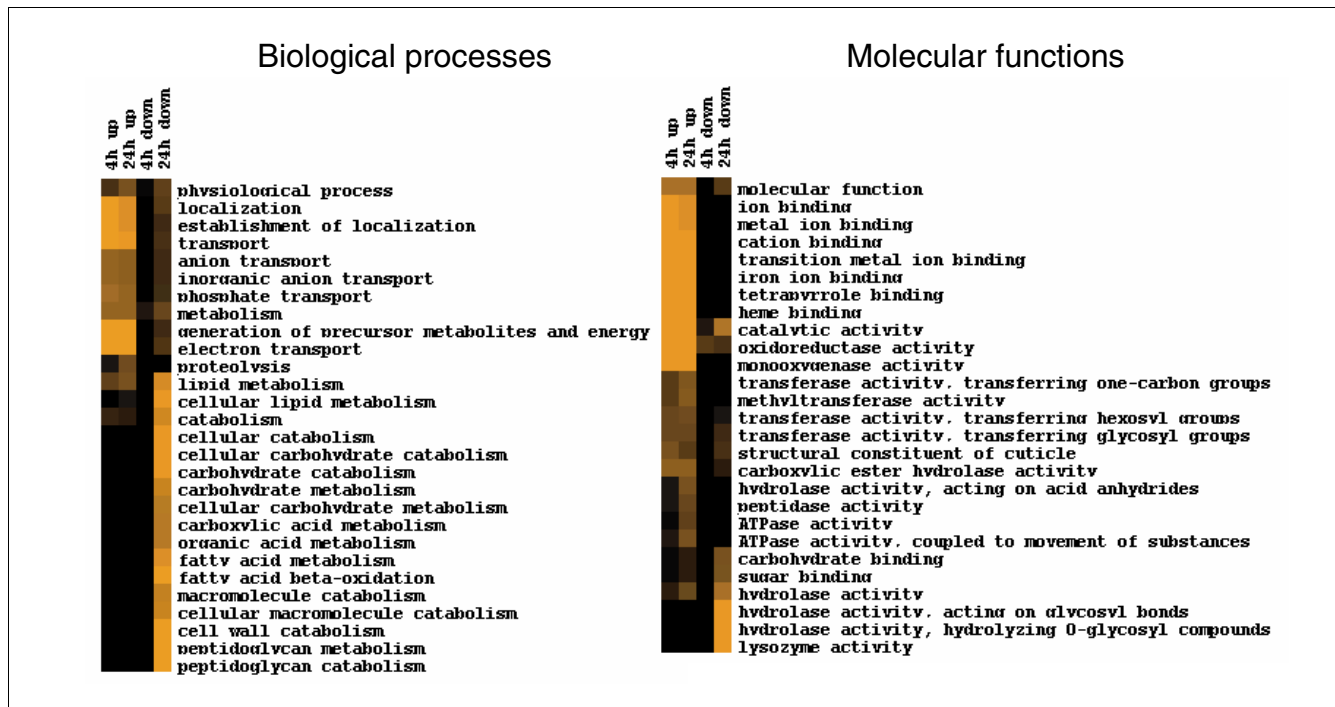 Biological processes
4h up
24h up
4h down
24h down
physiological process
localization
establishment of localization
transport
anion transport
inorganic anion transport
phosphate transport
metabolism
generation of precursor metabolites and energy
electron transport
proteolysis
lipid metabolism
cellular lipid metabolism
catabolism
cellular catabolism
cellular carbohydrate catabolism
carbohydrate catabolism
carbohydrate metabolism
cellular carbohydrate metabolism
carboxylic acid metabolism
organic acid metabolism
fatty acid metabolism
fatty acid beta-oxidation
macromolecule catabolism
cellular macromolecule catabolism
cell wall catabolism
peptidoglycan metabolism
peptidoglycan catabolism
Molecular functions
4h up
24h up
4h down
24h down
molecular function
ion binding
metal ion binding
cation binding
transition metal ion binding
iron ion binding
tetrapyrrole binding
heme binding
catalytic activity
oxidoreductase activity
monooxygenase activity
transferase activity, transferring one-carbon groups
methyltransferase activity
transferase activity, transferring hexosyl groups
transferase activity, transferring glycosyl groups
structural constituent of cuticle
carboxylic ester hydrolase activity
hydrolase activity, acting on acid anhydrides
peptidase activity
ATPase activity
ATPase activity, coupled to movement of substances
carbohydrate binding
sugar binding
hydrolase activity
hydrolase activity, acting on glycosyl bonds
hydrolase activity, hydrolyzing O-glycosyl compounds
lysozyme activity